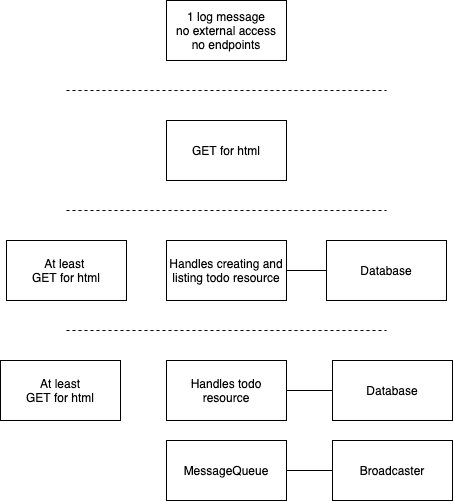 1 log message
no external access
no endpoints
GET for html
At least
GET for html
Handles creating and
listing todo resource
Database
At least
GET for html
Handles todo
resource
Database
MessageQueue
Broadcaster